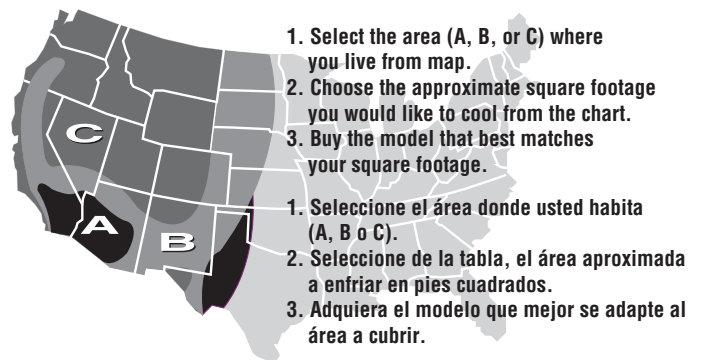 1. Select the area (A, B, or C) where
you live from map.
2. Choose the approximate square footage
you would like to cool from the chart.
3. Buy the model that best matches
your square footage.
1. Seleccione el área donde usted habita
(A, B o C).
2. Seleccione de la tabla, el área aproximada
a enfriar en pies cuadrados.
3. Adquiera el modelo que mejor se adapte al
área a cubrir.
C
A
B